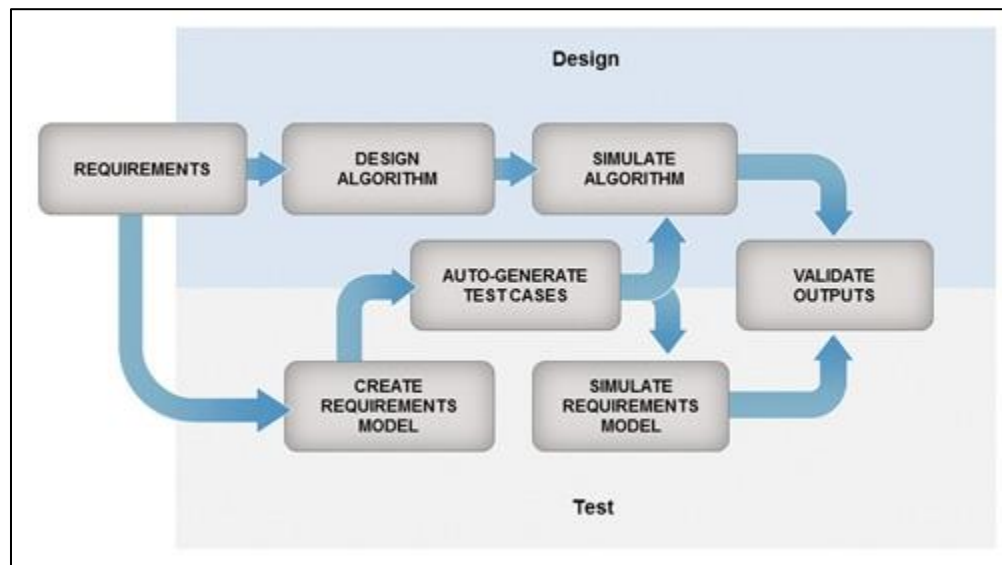 Design
REQUIREMENTS
DESIGN
ALGORITHM
SIMULATE
ALGORITHM
AUTO-GENERATE
TEST CASES
VALIDATE
OUTPUTS
CREATE
REQUIREMENTS
MODEL
SIMULATE
REQUIREMENTS
MODEL
Test